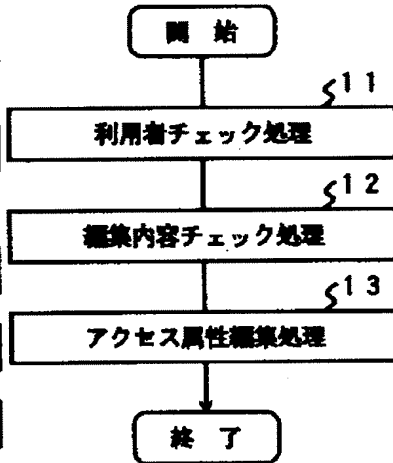 開 始
11
利用者チェック処理
12
編集内容チェック処理
13
アクセス属性編集処理
終 了